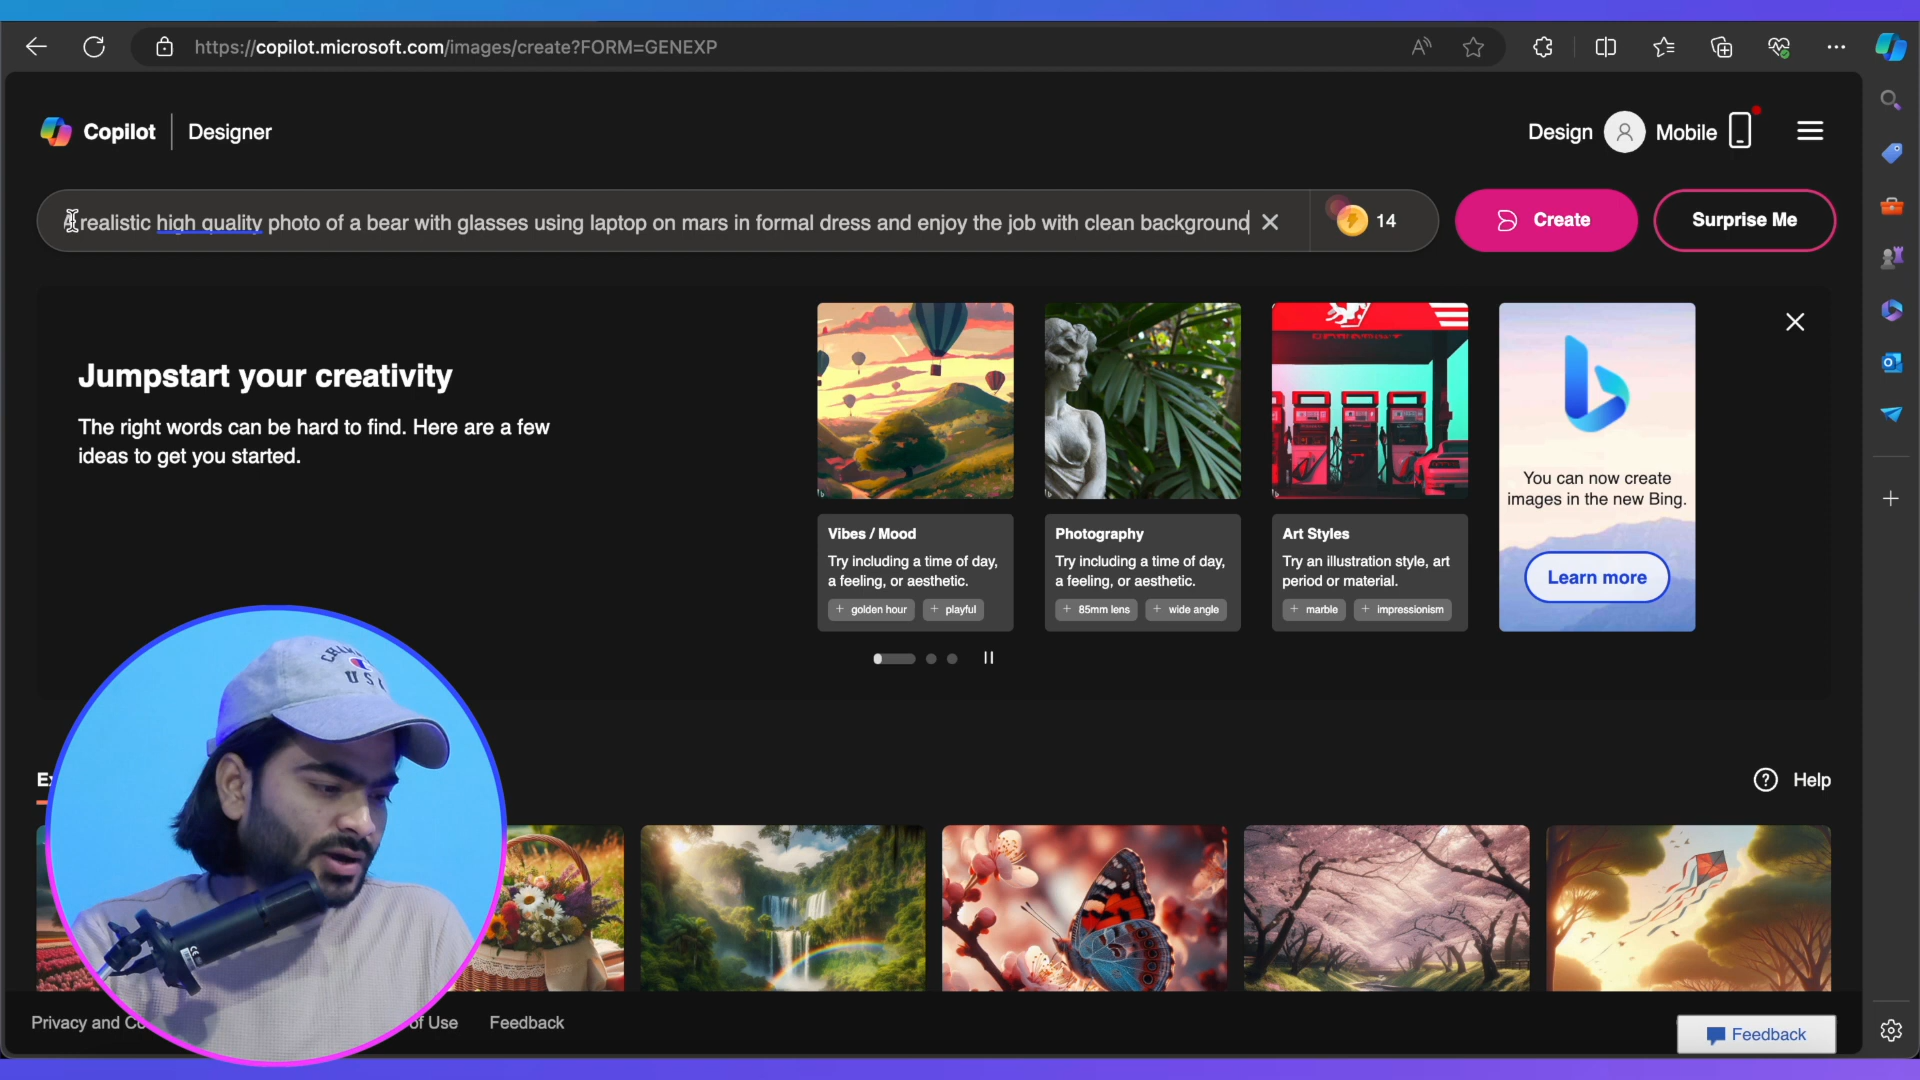 https://copilot.microsoft.com/images/create?FORM=GENEXP
Copilot | Designer
Design
Mobile
A realistic high quality photo of a bear with glasses using laptop on mars in formal dress and enjoy the job with clean background
14
Create
Surprise Me
Jumpstart your creativity
The right words can be hard to find. Here are a few
ideas to get you started.
Vibes / Mood
Try including a time of day,
a feeling, or aesthetic.
+ golden hour
+ playful
Photography
Try including a time of day,
a feeling, or aesthetic.
+ 85mm lens
+ wide angle
Art Styles
Try an illustration style, art
period or material.
+ marble
+ impressionism
You can now create
images in the new Bing.
Learn more
Help
Privacy and
of Use
Feedback
Feedback